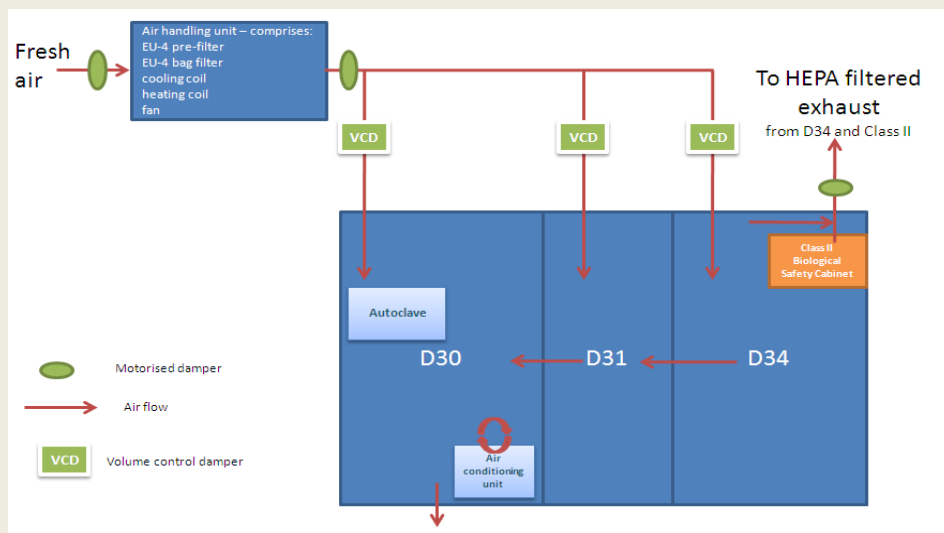 Fresh
air
Air handling unit – comprises:
EU-4 pre-filter
EU-4 bag filter
cooling coil
heating coil
fan
To HEPA filtered
exhaust
from D34 and Class II
VCD
VCD
VCD
Class II
Biological
Safety Cabinet
Autoclave
D30
D31
D34
Air
conditioning
unit
Motorised damper
Air flow
VCD
Volume control damper